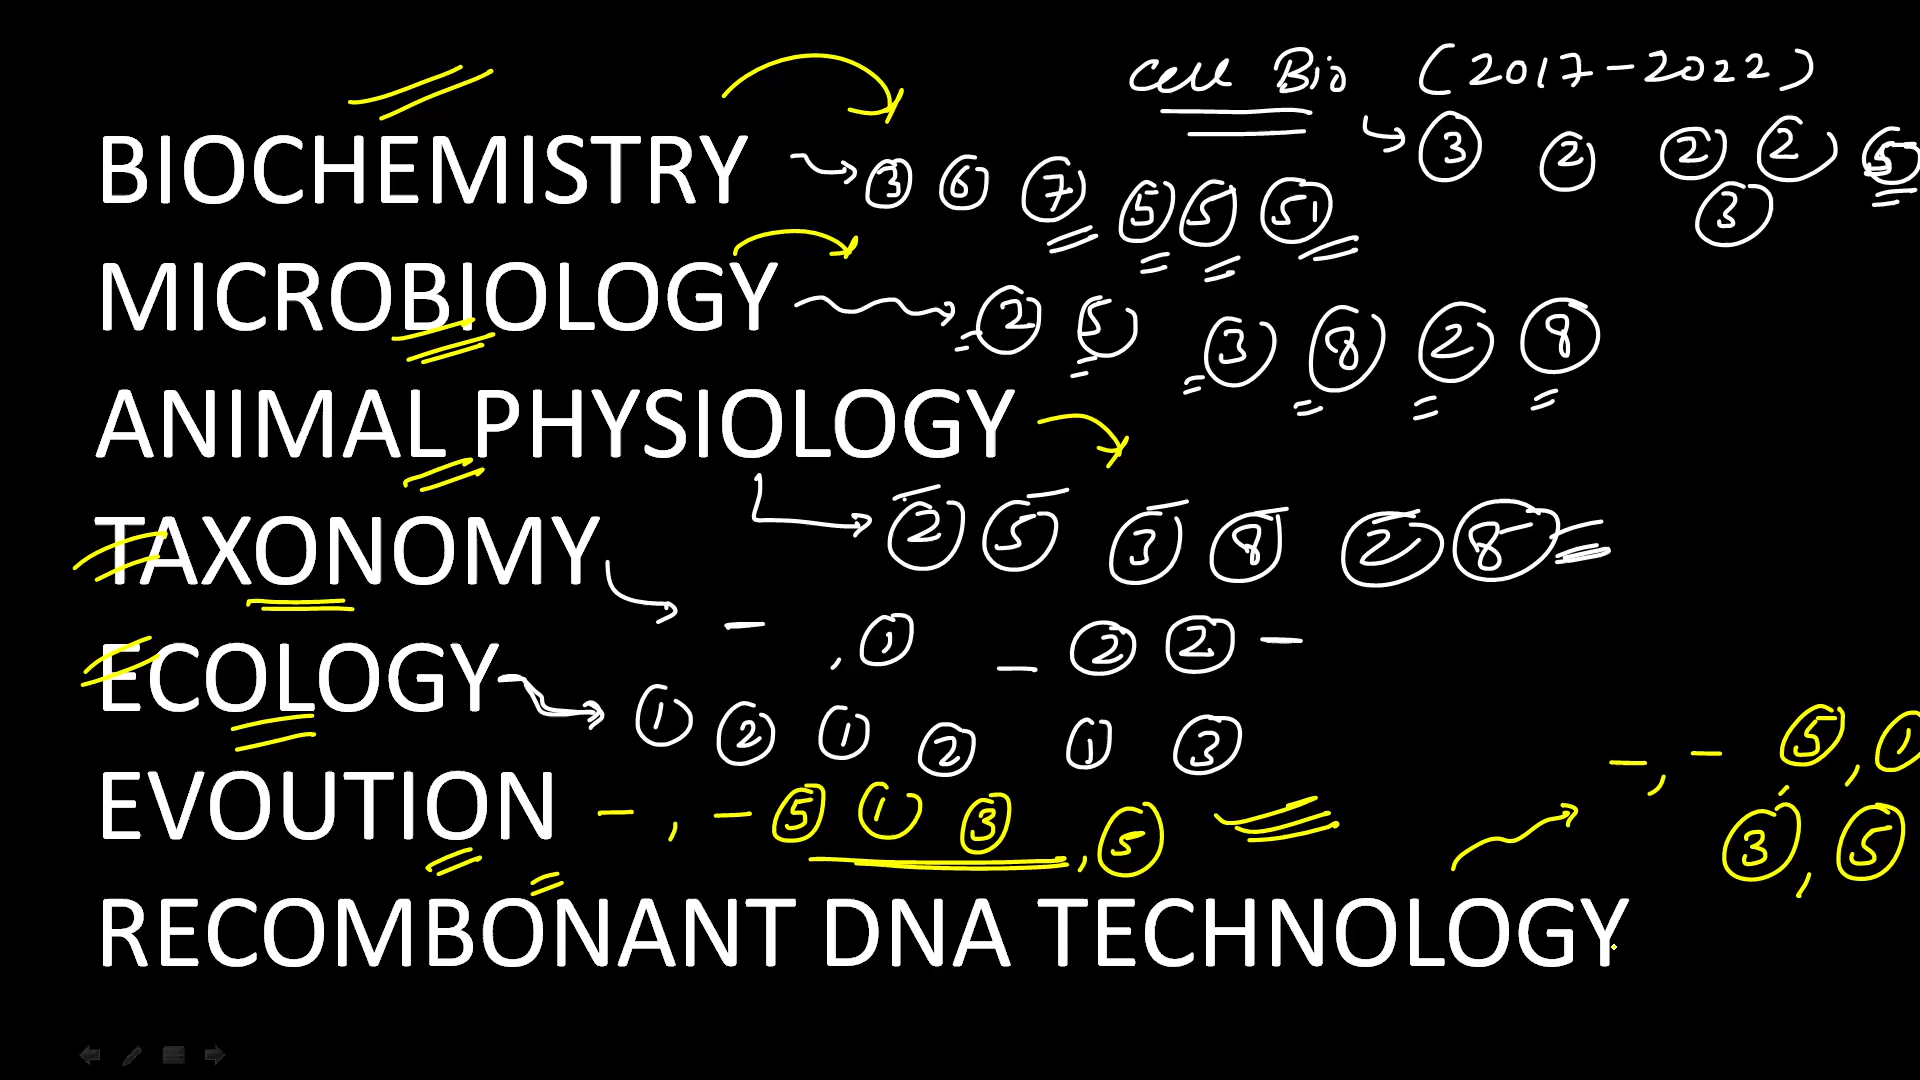 Cell Bio (2017-2022)
3 2 2 2 5
3
BIOCHEMISTRY 3 6 7 5 5 51
MICROBIOLOGY 2 5 3 8 2 8
ANIMAL PHYSIOLOGY
2 5 3 8 2 8
TAXONOMY
- , 1 - 2 2 -
ECOLOGY 1 2 1 2 1 3
-, - 5, 1
EVOUTION -, - 5 1 3, 5
3, 5
RECOMBONANT DNA TECHNOLOGY